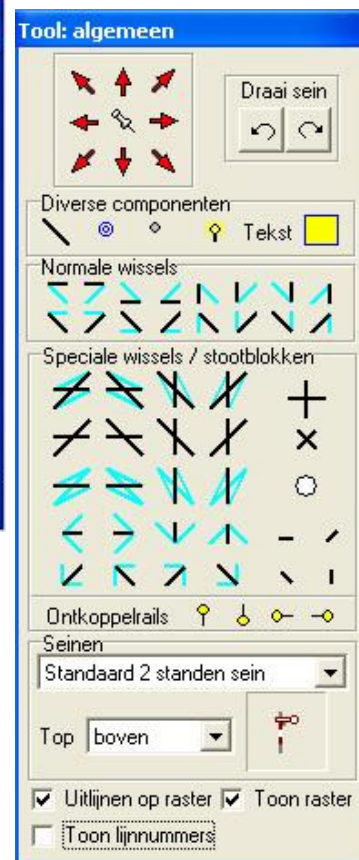 Tool: algemeen
Draai sein
Diverse componenten
Tekst
Normale wissels
Speciale wissels / stootblokken
Ontkoppelrails
Seinen
Standaard 2 standen sein
Top boven
Uitlijnen op raster Toon raster
Toon lijnnummers